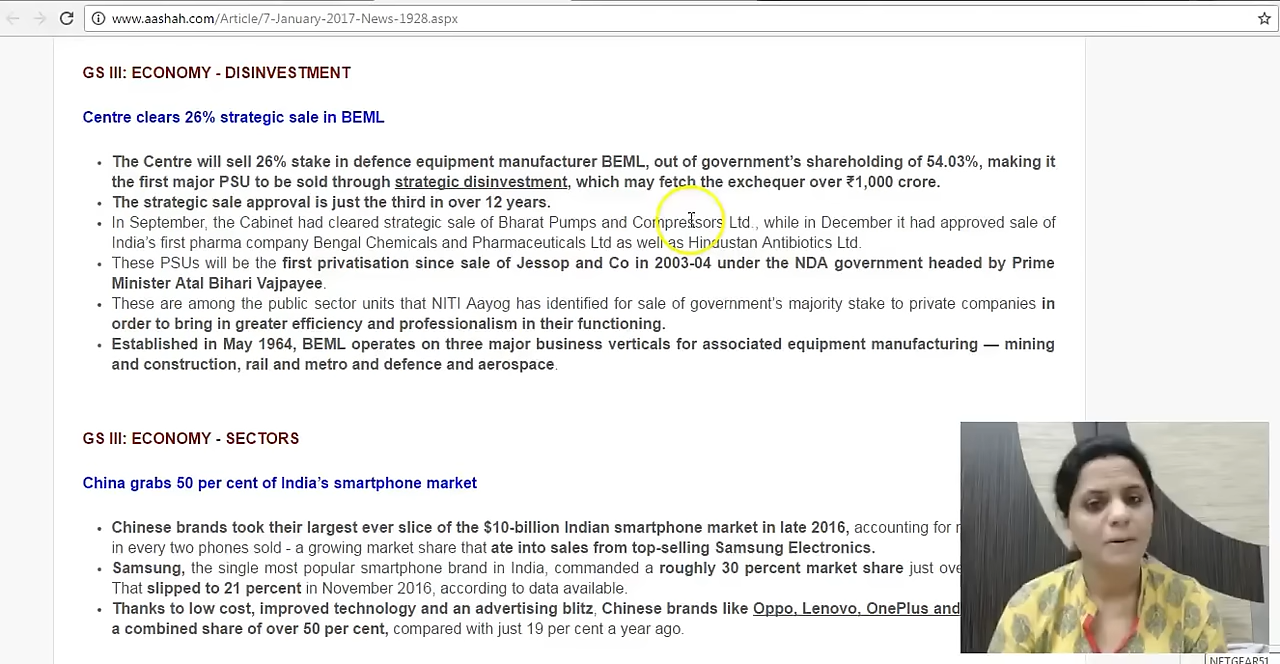 www.aashah.com/Article/7-January-2017-News-1928.aspx
GS III: ECONOMY - DISINVESTMENT
Centre clears 26% strategic sale in BEML
• The Centre will sell 26% stake in defence equipment manufacturer BEML, out of government's shareholding of 54.03%, making it
the first major PSU to be sold through strategic disinvestment, which may fetch the exchequer over ₹1,000 crore.
• The strategic sale approval is just the third in over 12 years.
• In September, the Cabinet had cleared strategic sale of Bharat Pumps and Compressors Ltd., while in December it had approved sale of
India's first pharma company Bengal Chemicals and Pharmaceuticals Ltd as well as Hindustan Antibiotics Ltd.
• These PSUs will be the first privatisation since sale of Jessop and Co in 2003-04 under the NDA government headed by Prime
Minister Atal Bihari Vajpayee.
• These are among the public sector units that NITI Aayog has identified for sale of government's majority stake to private companies in
order to bring in greater efficiency and professionalism in their functioning.
• Established in May 1964, BEML operates on three major business verticals for associated equipment manufacturing — mining
and construction, rail and metro and defence and aerospace.
GS III: ECONOMY - SECTORS
China grabs 50 per cent of India's smartphone market
• Chinese brands took their largest ever slice of the $10-billion Indian smartphone market in late 2016, accounting for
in every two phones sold - a growing market share that ate into sales from top-selling Samsung Electronics.
• Samsung, the single most popular smartphone brand in India, commanded a roughly 30 percent market share just
That slipped to 21 percent in November 2016, according to data available.
• Thanks to low cost, improved technology and an advertising blitz, Chinese brands like Oppo, Lenovo, OnePlus and
a combined share of over 50 per cent, compared with just 19 per cent a year ago.